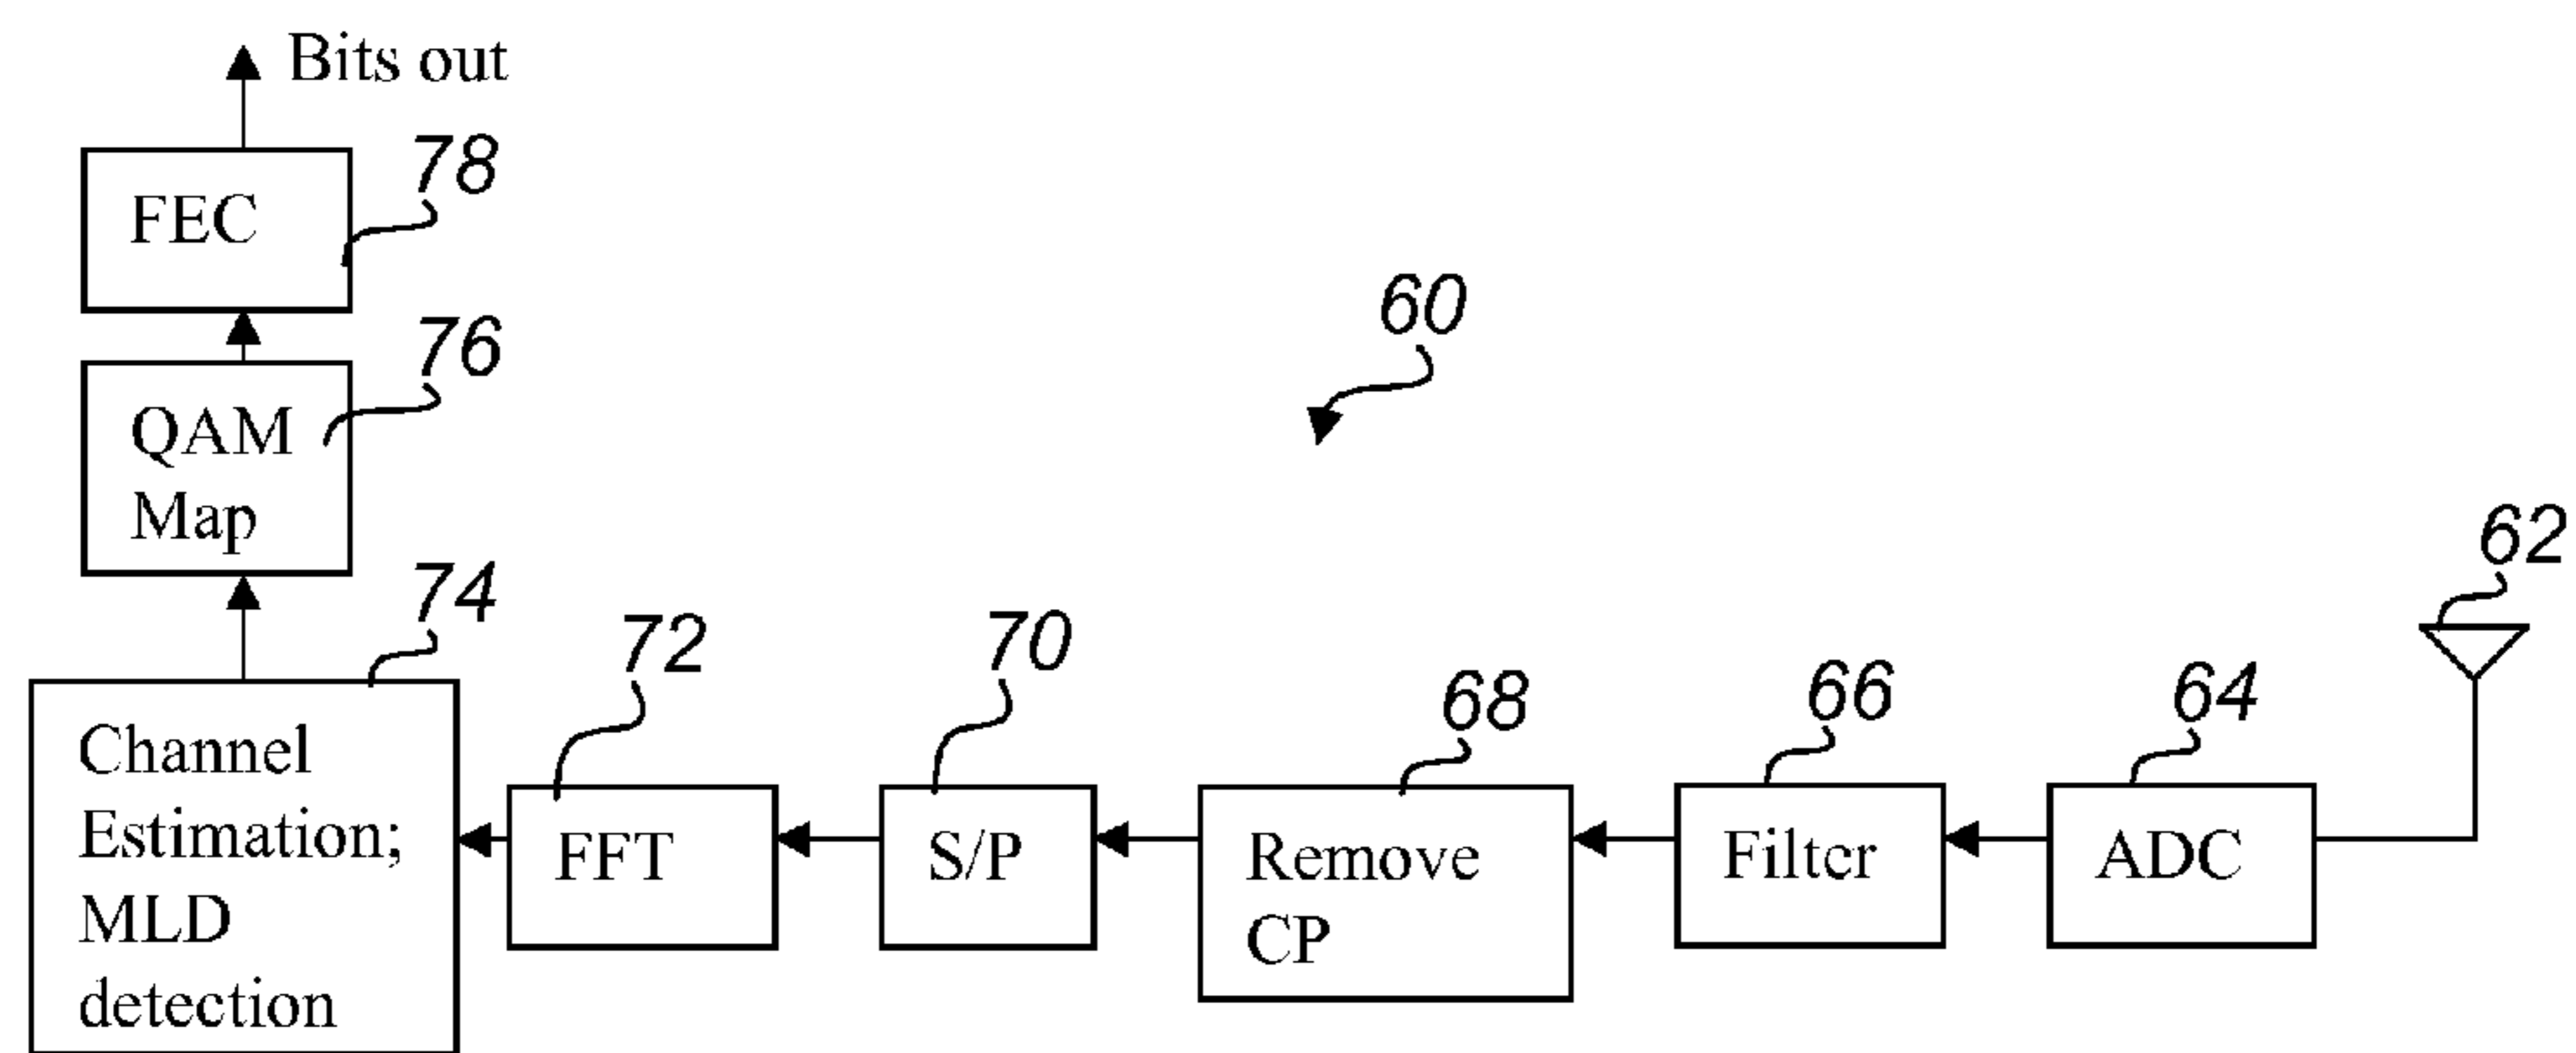 Bits out
78
FEC
60
76
QAM
Map
62
74
72
70
68
66
64
Channel
Estimation;
MLD
detection
FFT
S/P
Remove
CP
Filter
ADC